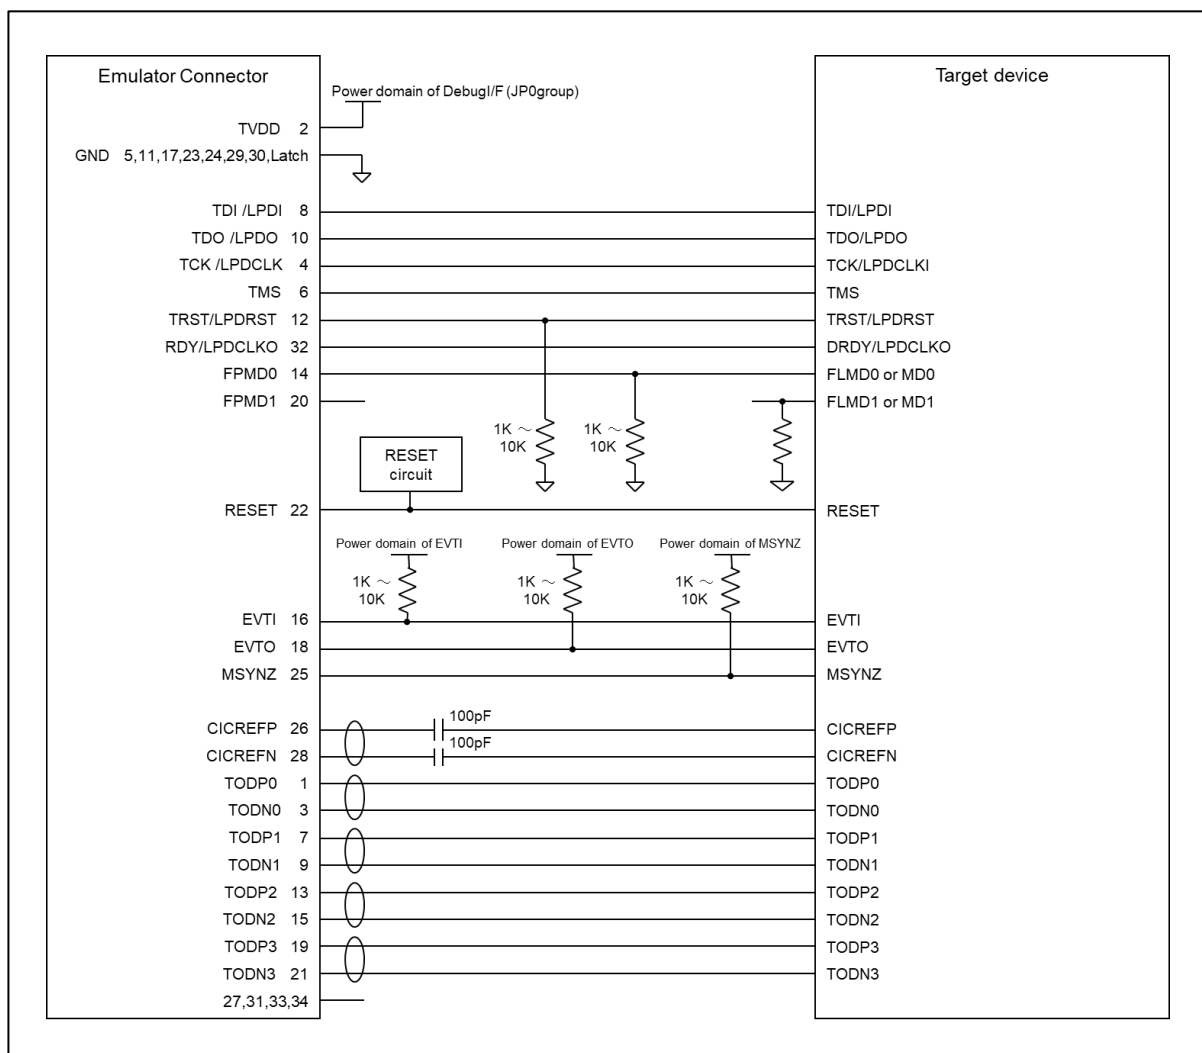 Emulator Connector
Target device
Power domain of DebugI/F (JP0group)
TVDD 2
GND 5,11,17,23,24,29,30,Latch
TDI /LPDI 8
TDI/LPDI
TDO /LPDO 10
TDO/LPDO
TCK /LPDCLK 4
TCK/LPDCLKI
TMS 6
TMS
TRST/LPDRST 12
TRST/LPDRST
RDY/LPDCLKO 32
DRDY/LPDCLKO
FPMD0 14
FLMD0 or MD0
FPMD1 20
FLMD1 or MD1
1K ～
10K
1K ～
10K
RESET
circuit
RESET 22
RESET
Power domain of EVTI
Power domain of EVTO
Power domain of MSYNZ
1K ～
10K
1K ～
10K
1K ～
10K
EVTI 16
EVTI
EVTO 18
EVTO
MSYNZ 25
MSYNZ
100pF
CICREFP 26
CICREFP
100pF
CICREFN 28
CICREFN
TODP0 1
TODP0
TODN0 3
TODN0
TODP1 7
TODP1
TODN1 9
TODN1
TODP2 13
TODP2
TODN2 15
TODN2
TODP3 19
TODP3
TODN3 21
TODN3
27,31,33,34